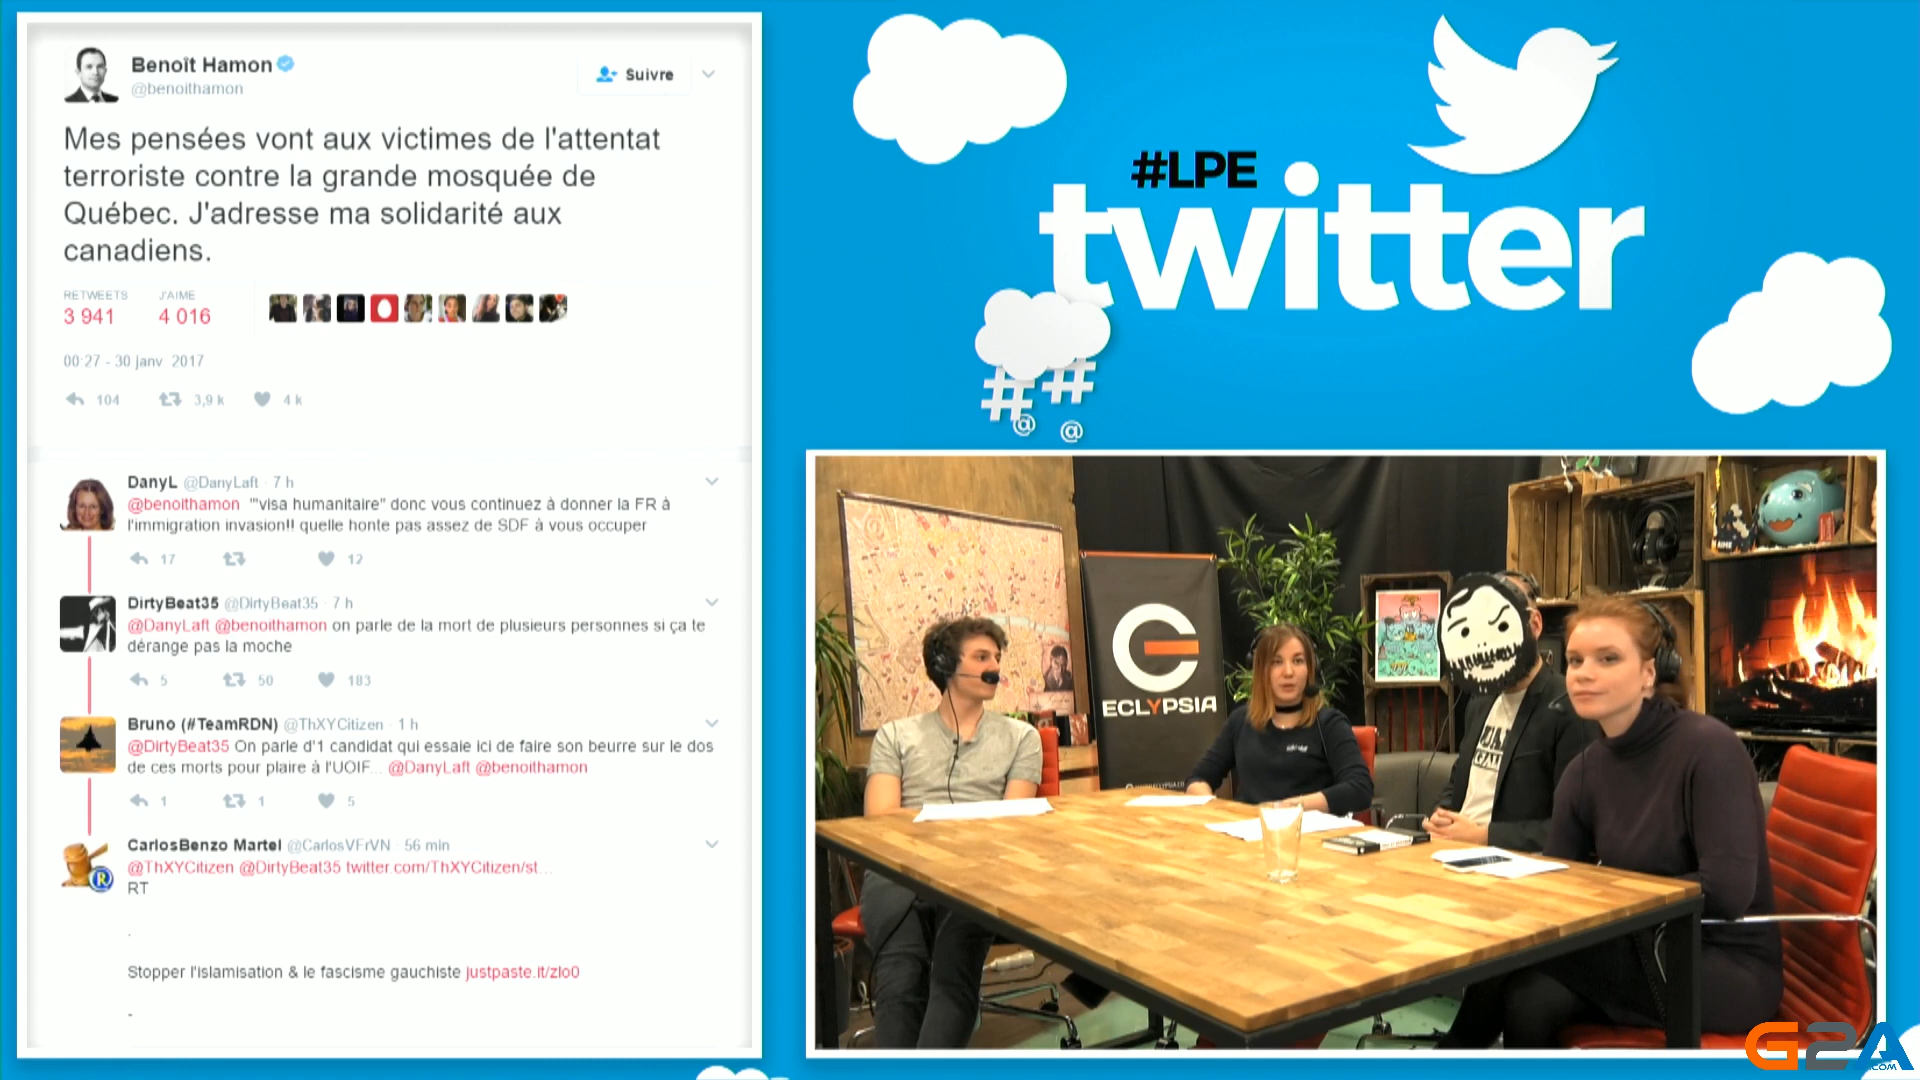 Benoît Hamon
@benoithamon
Suivre
Mes pensées vont aux victimes de l'attentat
terroriste contre la grande mosquée de
Québec. J'adresse ma solidarité aux
canadiens.
RETWEETS J'AIME
3 941 4 016
00:27 - 30 janv 2017
104 3,9 k 4 k
DanyL @DanyLaft · 7 h
@benoithamon '"visa humanitaire" donc vous continuez à donner la FR à
l'immigration invasion!! quelle honte pas assez de SDF à vous occuper
17 12
DirtyBeat35 @DirtyBeat35 · 7 h
@DanyLaft @benoithamon on parle de la mort de plusieurs personnes si ça te
dérange pas la moche
5 50 183
Bruno (#TeamRDN) @ThXYCitizen · 1 h
@DirtyBeat35 On parle d'1 candidat qui essaie ici de faire son beurre sur le dos
de ces morts pour plaire à l'UOIF... @DanyLaft @benoithamon
1 1 5
CarlosBenzo Martel @CarlosVFrVN · 56 min
@ThXYCitizen @DirtyBeat35 twitter com/ThXYCitizen/st...
RT
.
Stopper l'islamisation & le fascisme gauchiste justpaste.it/zlo0
-
#LPE
twitter
# #
@ @
ECLYPSIA
G2A
.COM